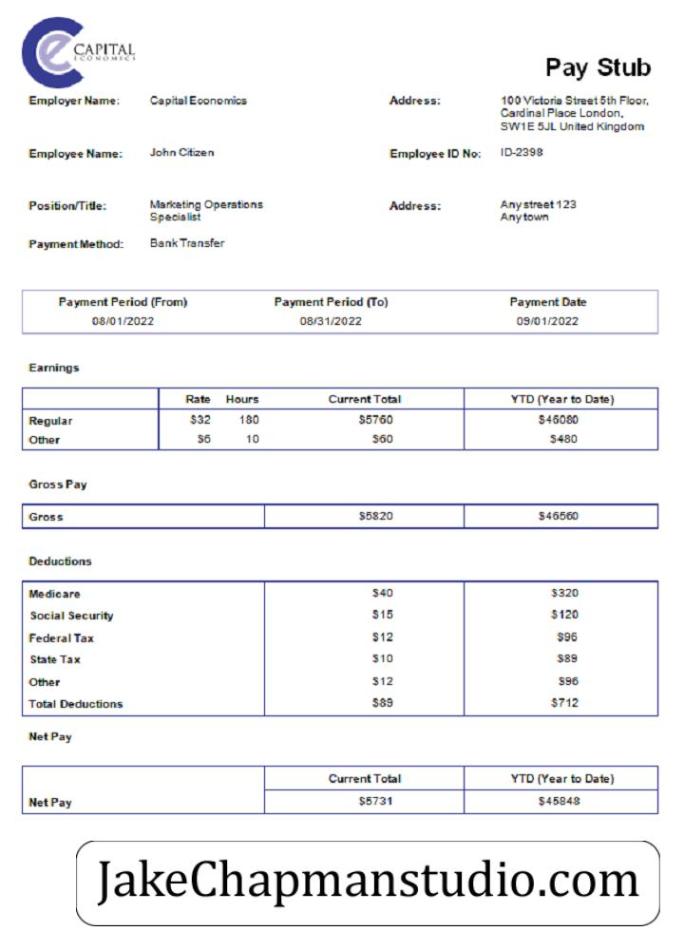 CAPITAL
ECONOMICS
Pay Stub
Employer Name: Capital Economics Address: 100 Victoria Street 5th Floor,
Cardinal Place London,
SW1E 5JL United Kingdom
Employee Name: John Citizen Employee ID No: ID-2398
Position/Title: Marketing Operations Address: Any street 123
Specialist Any town
Payment Method: Bank Transfer
Payment Period (From) Payment Period (To) Payment Date
08/01/2022 08/31/2022 09/01/2022
Earnings
Rate Hours Current Total YTD (Year to Date)
Regular $32 180 $5760 $46080
Other $6 10 $60 $480
Gross Pay
Gross $5820 $46560
Deductions
Medicare $40 $320
Social Security $15 $120
Federal Tax $12 $96
State Tax $10 $89
Other $12 $96
Total Deductions $89 $712
Net Pay
Current Total YTD (Year to Date)
Net Pay $5731 $45848
JakeChapmanstudio.com